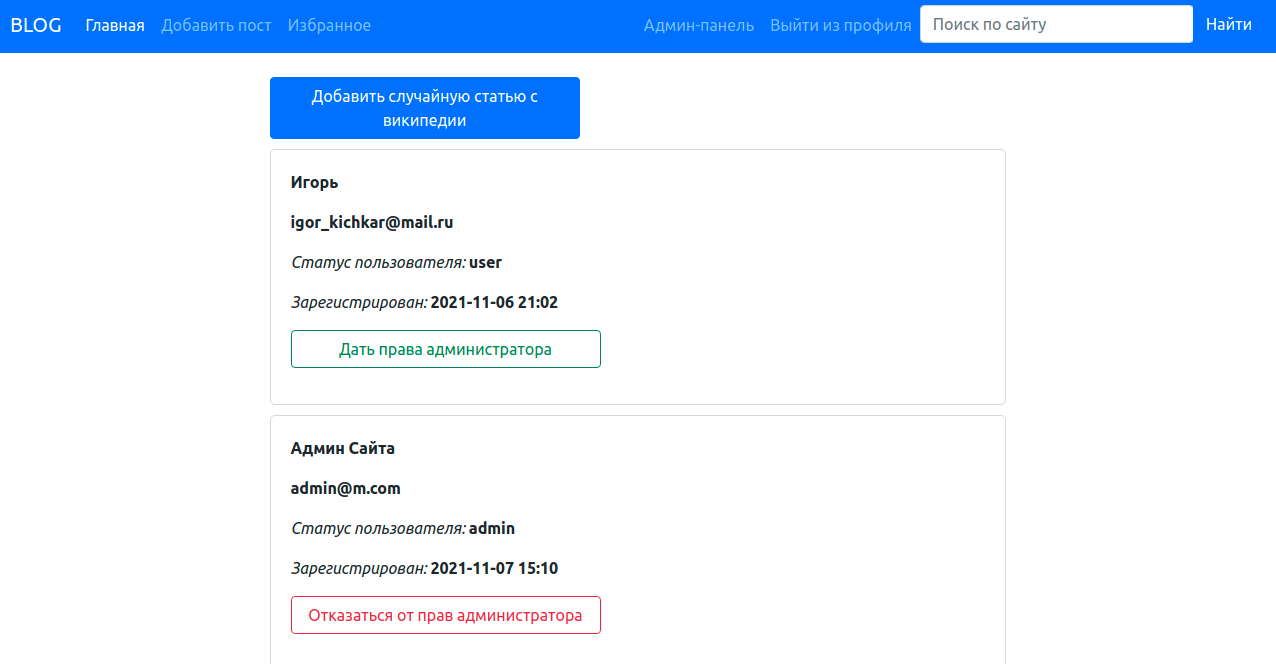 BLOG Главная Добавить пост Избранное Админ-панель Выйти из профиля Поиск по сайту Найти
Добавить случайную статью с
википедии
Игорь
igor_kichkar@mail.ru
Статус пользователя: user
Зарегистрирован: 2021-11-06 21:02
Дать права администратора
Админ Сайта
admin@m.com
Статус пользователя: admin
Зарегистрирован: 2021-11-07 15:10
Отказаться от прав администратора